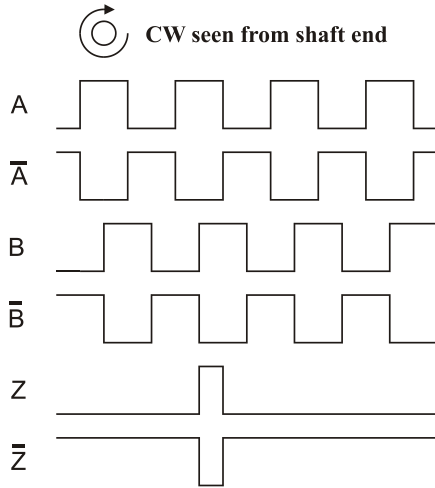 CW seen from shaft end
A
A̅
B
B̅
Z
Z̅